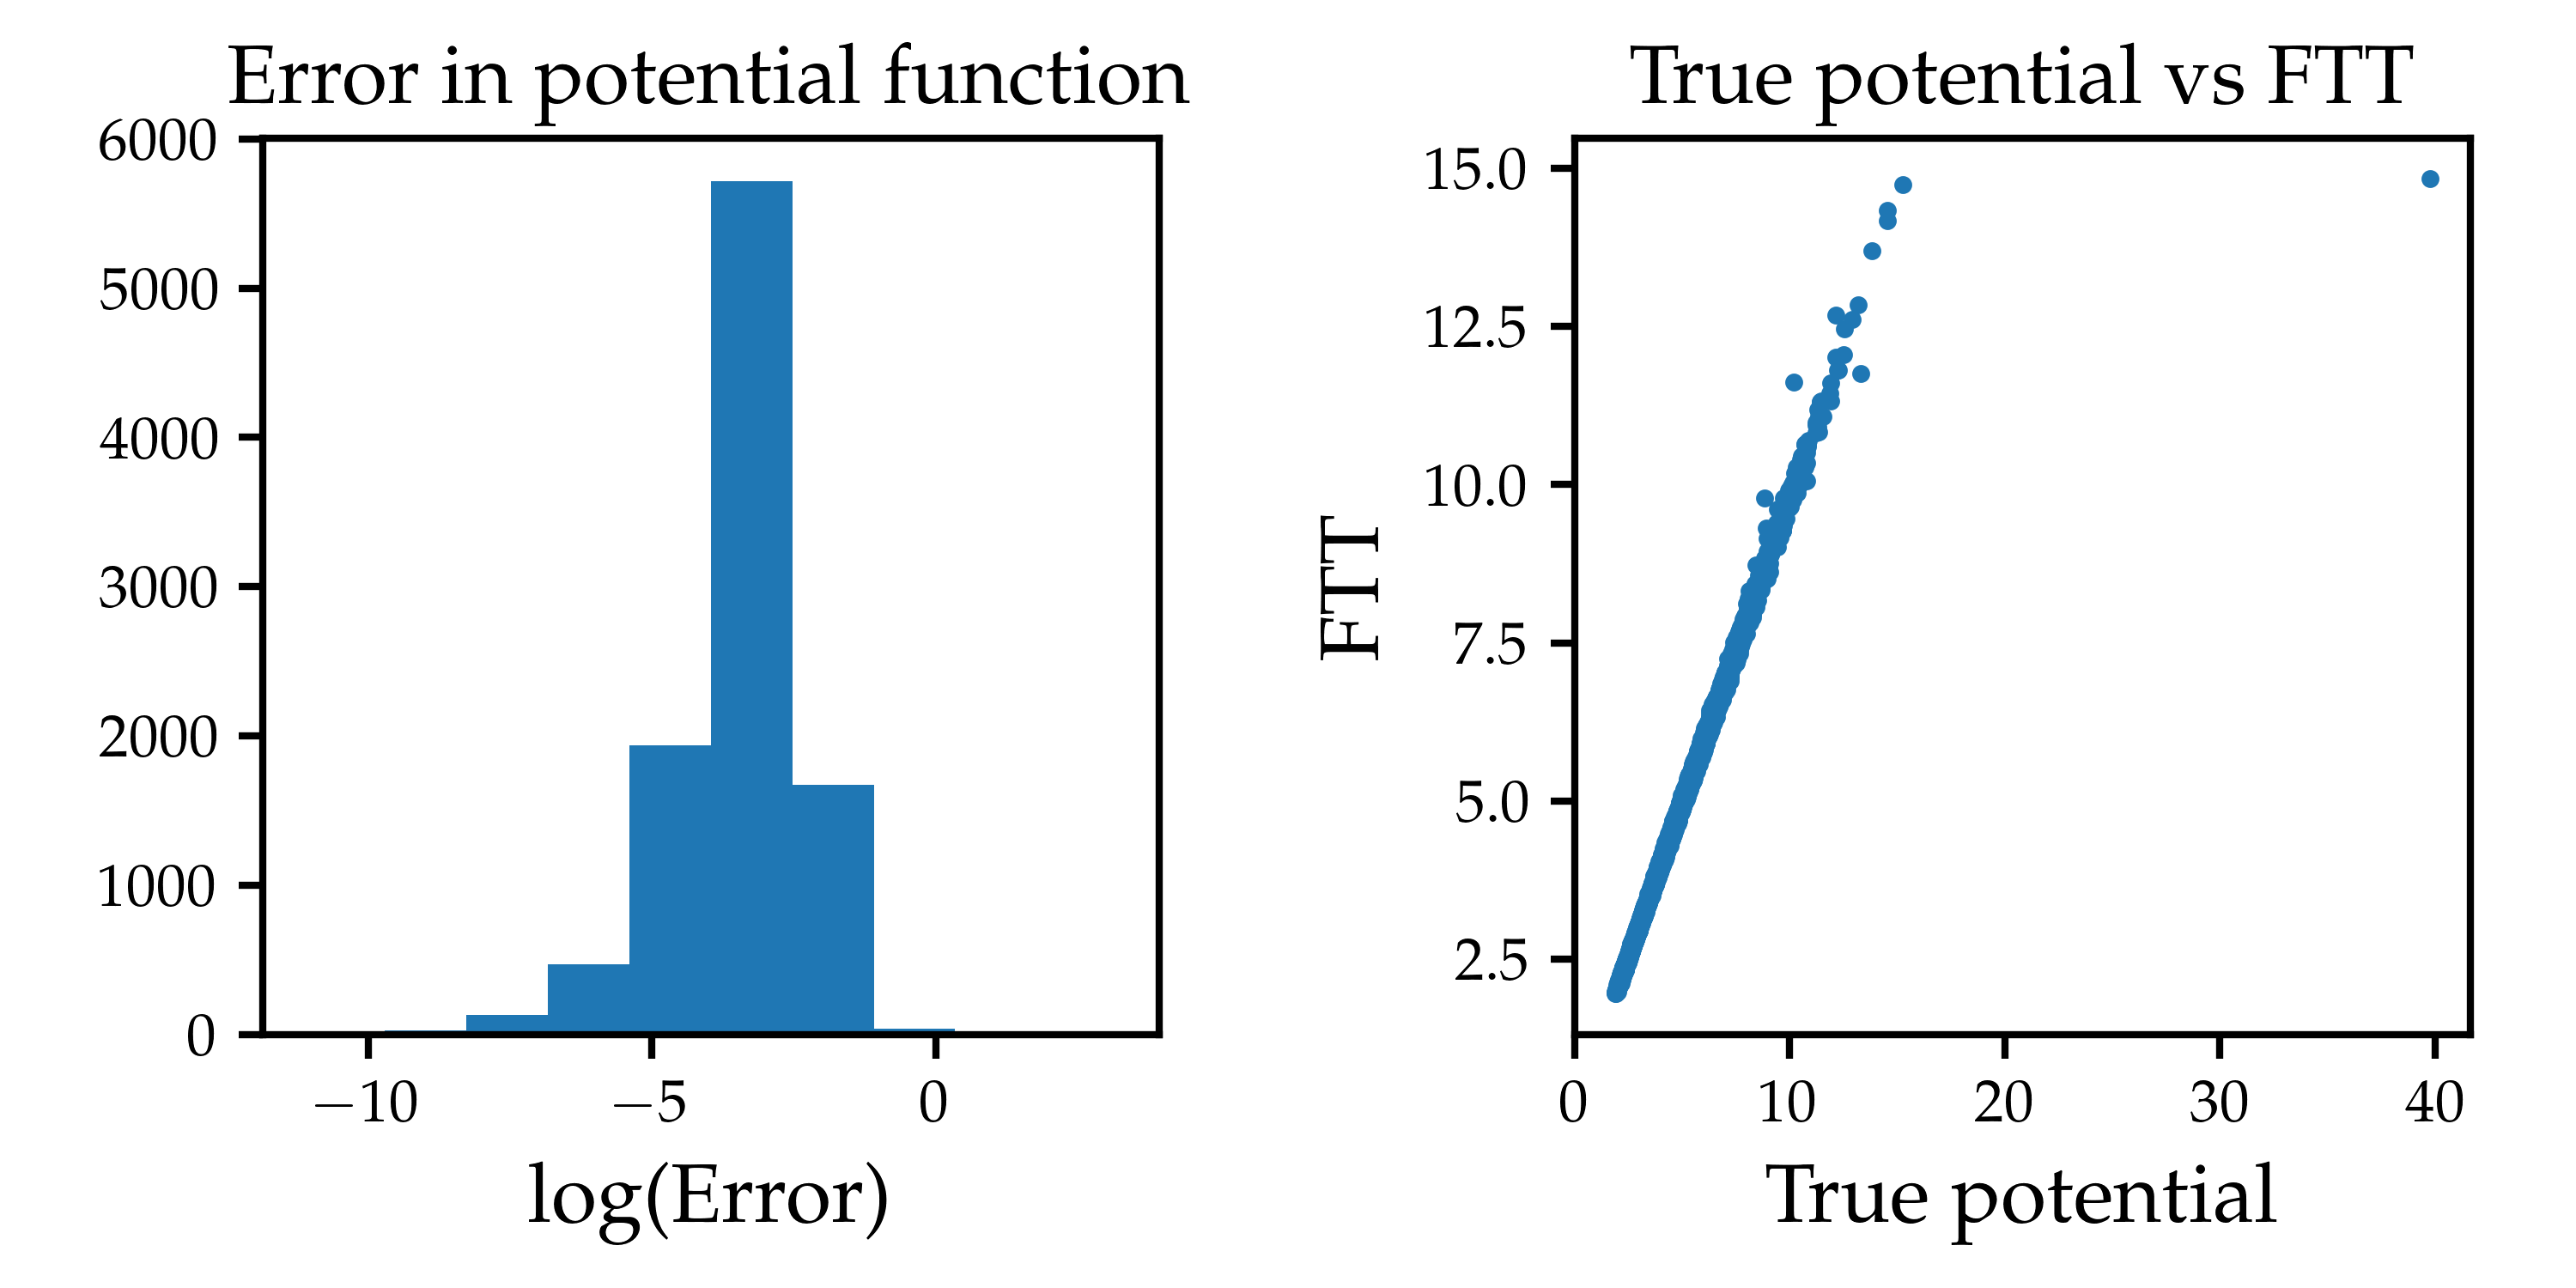 Error in potential function
6000
5000
4000
3000
2000
1000
0
−10 −5 0
log(Error)
True potential vs FTT
15.0
12.5
10.0
7.5
5.0
2.5
FTT
0 10 20 30 40
True potential